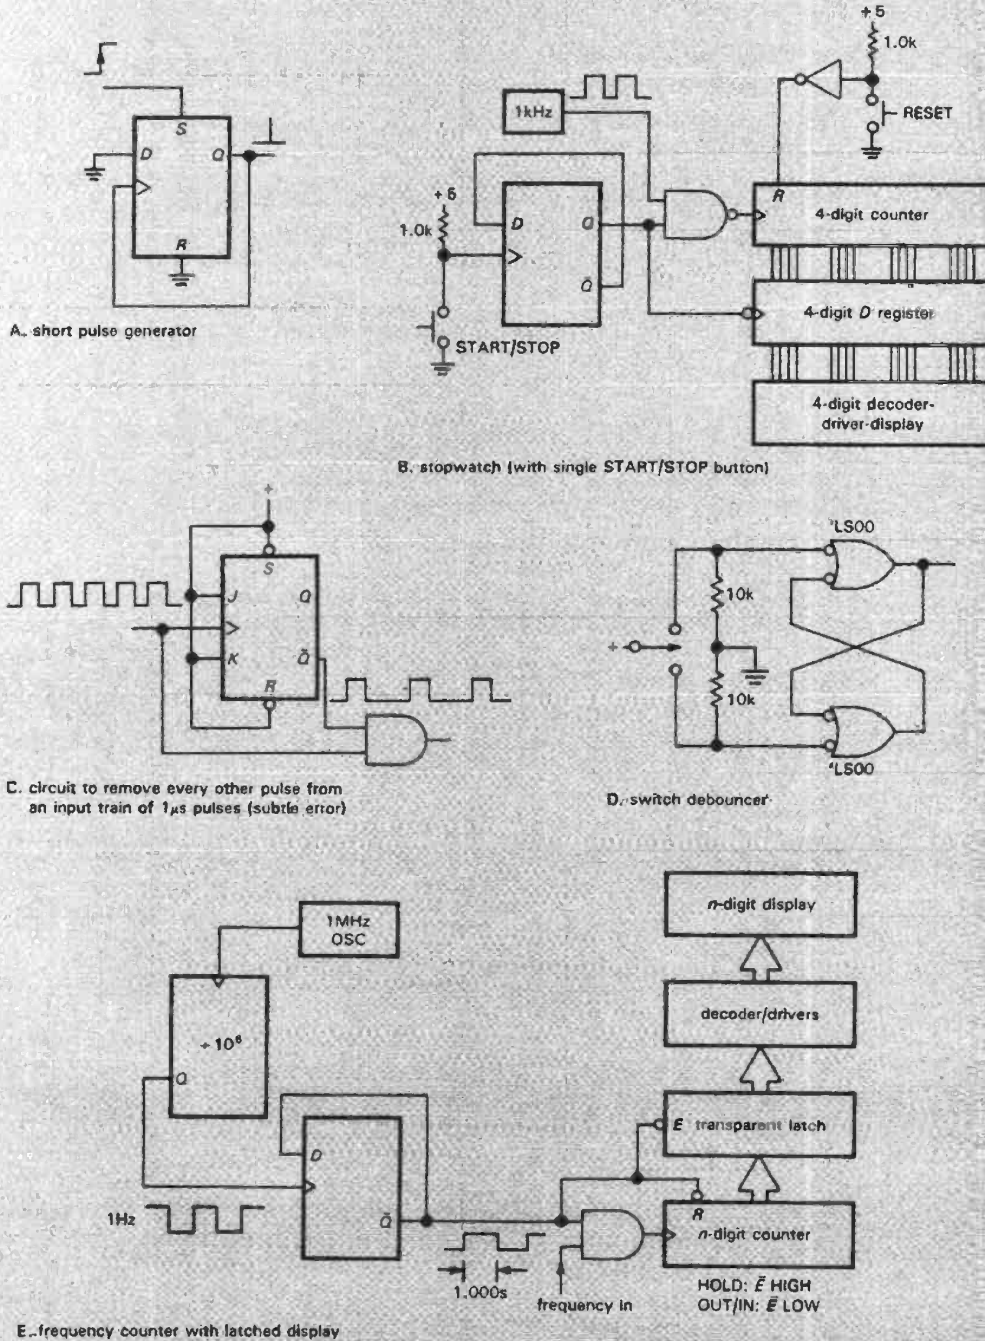 S
D
Q
R
A. short pulse generator
+5
1.0k
RESET
1kHz
+5
1.0k
D
Q
Q̄
START/STOP
R
4-digit counter
4-digit D register
4-digit decoder-
driver-display
B. stopwatch (with single START/STOP button)
+
S
J
Q
K
Q̄
R
C. circuit to remove every other pulse from
an input train of 1μs pulses (subtle error)
'LS00
10k
+
10k
'LS00
D. switch debouncer
1MHz
OSC
÷ 10⁶
Q
1Hz
D
Q̄
1.000s
frequency in
n-digit display
decoder/drivers
E transparent latch
R
n-digit counter
HOLD: Ē HIGH
OUT/IN: Ē LOW
E. frequency counter with latched display